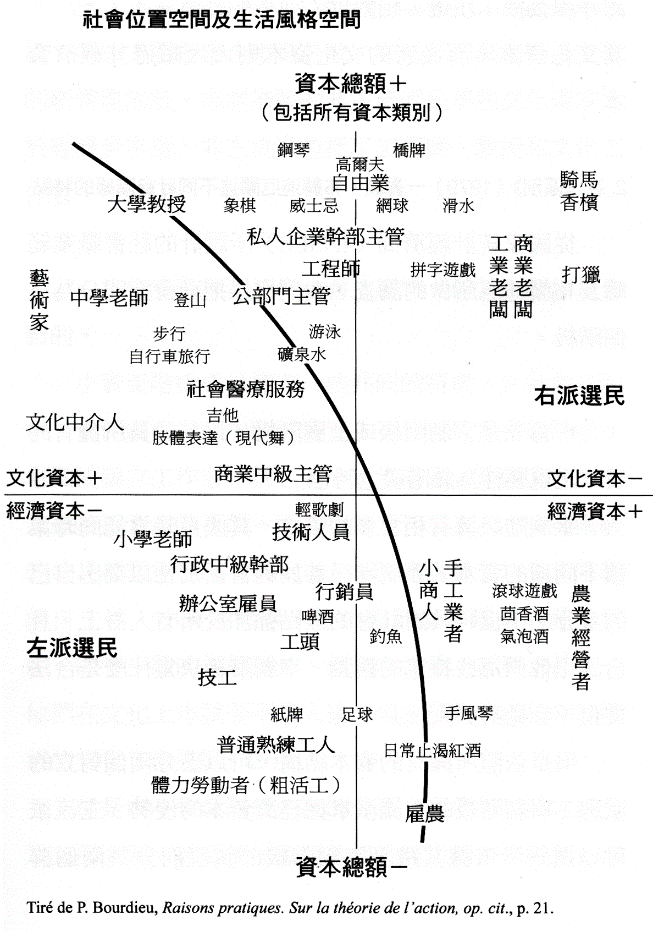 社會位置空間及生活風格空間
資本總額＋
（包括所有資本類別）
鋼琴 橋牌
高爾夫
自由業
騎馬
香檳
大學教授 象棋 威士忌 網球 滑水
私人企業幹部主管
工程師 拼字遊戲
工業老闆
商業老闆
打獵
藝術家
中學老師 登山 公部門主管
步行 游泳
自行車旅行 礦泉水
社會醫療服務
右派選民
文化中介人 吉他
肢體表達（現代舞）
商業中級主管
文化資本＋ 文化資本－
經濟資本－ 經濟資本＋
輕歌劇
小學老師 技術人員
行政中級幹部
小商人
手工業者
行銷員 滾球遊戲
辦公室雇員 茴香酒
啤酒 氣泡酒
農業經營者
左派選民 工頭 釣魚
技工
紙牌 足球 手風琴
普通熟練工人 日常止渴紅酒
體力勞動者（粗活工）
雇農
資本總額－
Tiré de P. Bourdieu, Raisons pratiques. Sur la théorie de l'action, op. cit., p. 21.